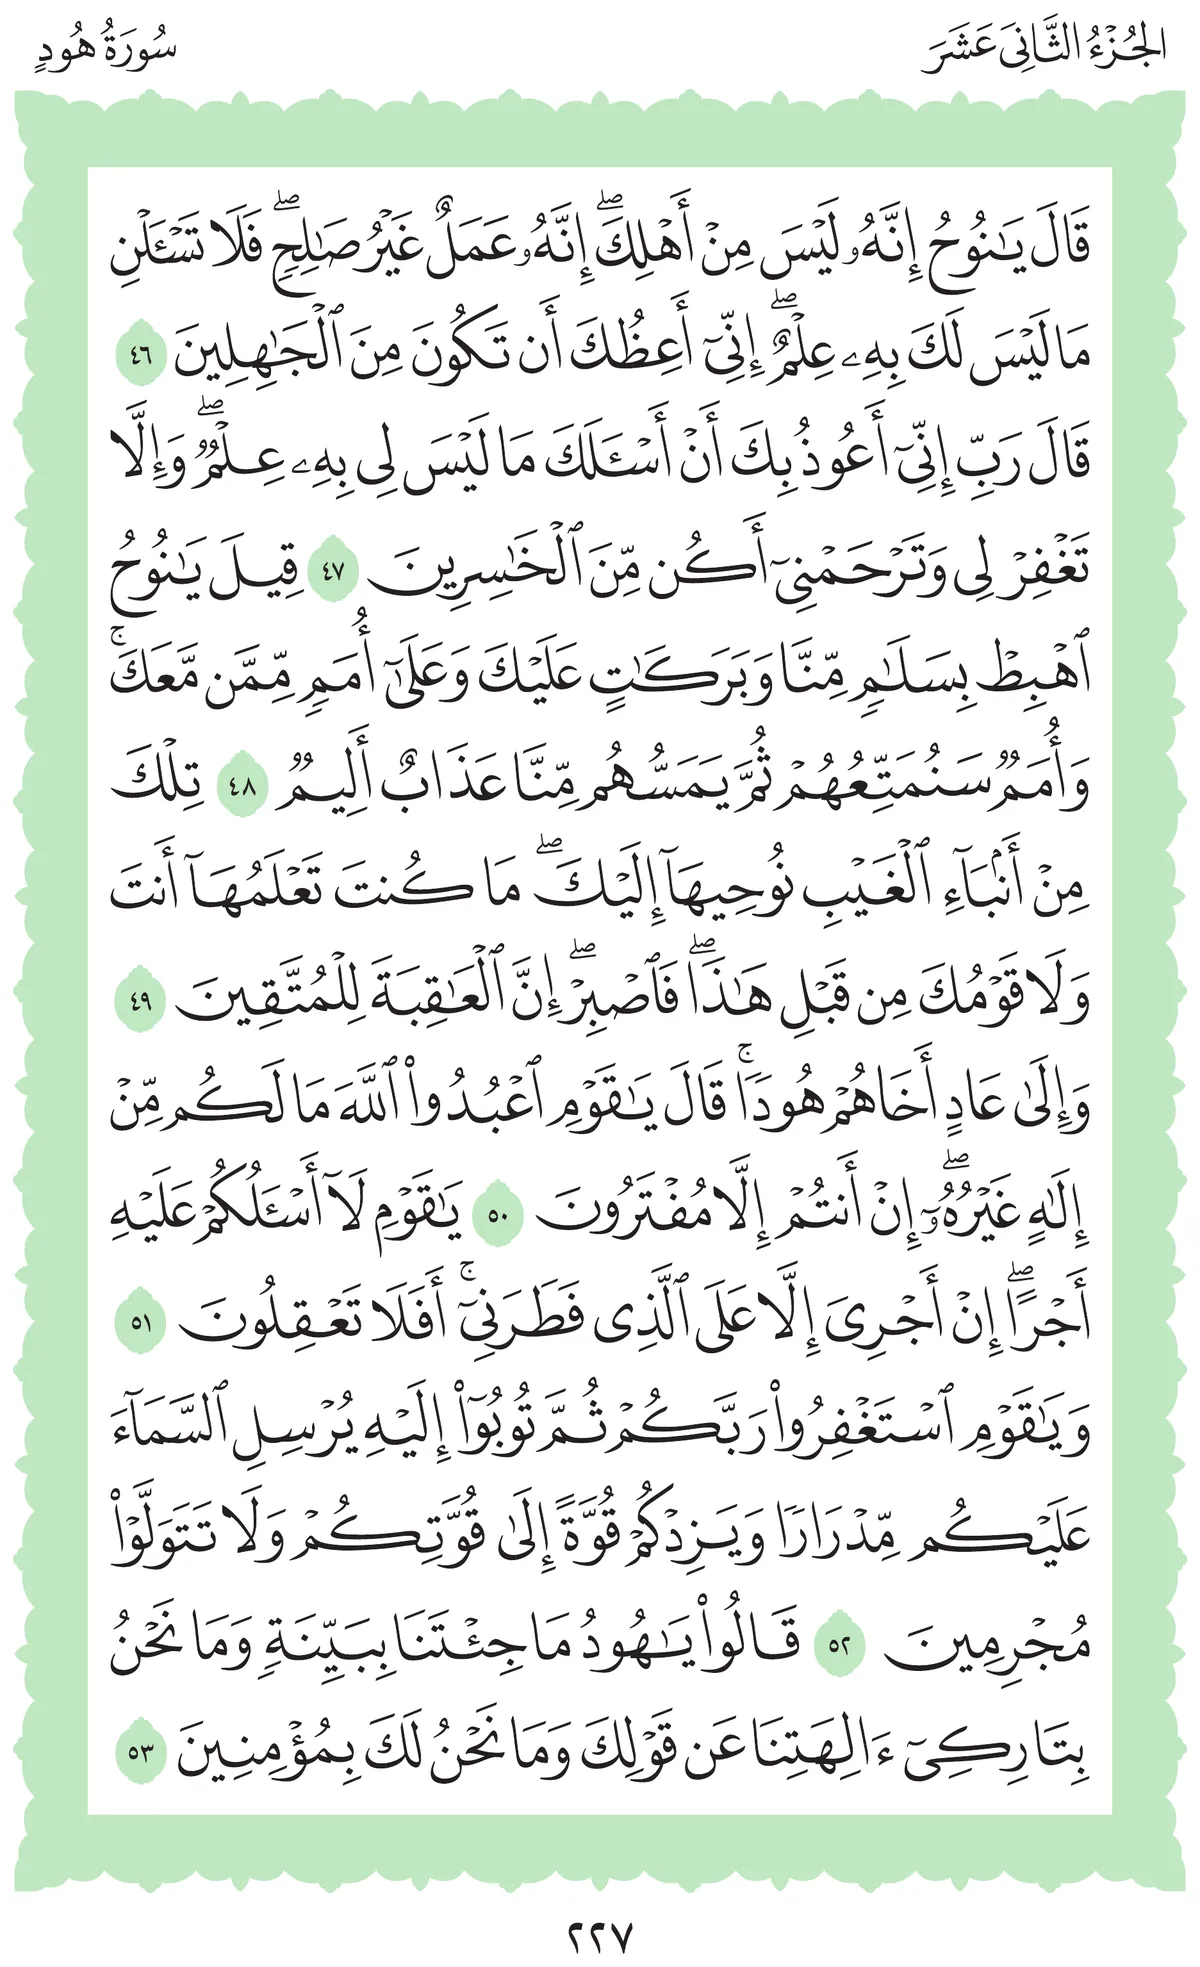 الجُزْءُ الثَّانِىَ عَشَرَ
سُورَةُ هُودٍ
قَالَ يَٰنُوحُ إِنَّهُۥ لَيْسَ مِنْ أَهْلِكَۖ إِنَّهُۥ عَمَلٌ غَيْرُ صَٰلِحٖۖ فَلَا تَسْـَٔلْنِ
مَا لَيْسَ لَكَ بِهِۦ عِلْمٌۖ إِنِّىٓ أَعِظُكَ أَن تَكُونَ مِنَ ٱلْجَٰهِلِينَ ٤٦
قَالَ رَبِّ إِنِّىٓ أَعُوذُ بِكَ أَنْ أَسْـَٔلَكَ مَا لَيْسَ لِى بِهِۦ عِلْمٌۖ وَإِلَّا
تَغْفِرْ لِى وَتَرْحَمْنِىٓ أَكُن مِّنَ ٱلْخَٰسِرِينَ ٤٧ قِيلَ يَٰنُوحُ
ٱهْبِطْ بِسَلَٰمٍ مِّنَّا وَبَرَكَٰتٍ عَلَيْكَ وَعَلَىٰٓ أُمَمٍ مِّمَّن مَّعَكَۚ
وَأُمَمٌ سَنُمَتِّعُهُمْ ثُمَّ يَمَسُّهُم مِّنَّا عَذَابٌ أَلِيمٌ ٤٨ تِلْكَ
مِنْ أَنۢبَآءِ ٱلْغَيْبِ نُوحِيهَآ إِلَيْكَۖ مَا كُنتَ تَعْلَمُهَآ أَنتَ
وَلَا قَوْمُكَ مِن قَبْلِ هَٰذَاۖ فَٱصْبِرْۖ إِنَّ ٱلْعَٰقِبَةَ لِلْمُتَّقِينَ ٤٩
وَإِلَىٰ عَادٍ أَخَاهُمْ هُودًاۚ قَالَ يَٰقَوْمِ ٱعْبُدُوا۟ ٱللَّهَ مَا لَكُم مِّنْ
إِلَٰهٍ غَيْرُهُۥٓۖ إِنْ أَنتُمْ إِلَّا مُفْتَرُونَ ٥٠ يَٰقَوْمِ لَآ أَسْـَٔلُكُمْ عَلَيْهِ
أَجْرًاۖ إِنْ أَجْرِىَ إِلَّا عَلَى ٱلَّذِى فَطَرَنِىٓۚ أَفَلَا تَعْقِلُونَ ٥١
وَيَٰقَوْمِ ٱسْتَغْفِرُوا۟ رَبَّكُمْ ثُمَّ تُوبُوٓا۟ إِلَيْهِ يُرْسِلِ ٱلسَّمَآءَ
عَلَيْكُم مِّدْرَارًا وَيَزِدْكُمْ قُوَّةً إِلَىٰ قُوَّتِكُمْ وَلَا تَتَوَلَّوْا۟
مُجْرِمِينَ ٥٢ قَالُوا۟ يَٰهُودُ مَا جِئْتَنَا بِبَيِّنَةٍ وَمَا نَحْنُ
بِتَارِكِىٓ ءَالِهَتِنَا عَن قَوْلِكَ وَمَا نَحْنُ لَكَ بِمُؤْمِنِينَ ٥٣
٢٢٧